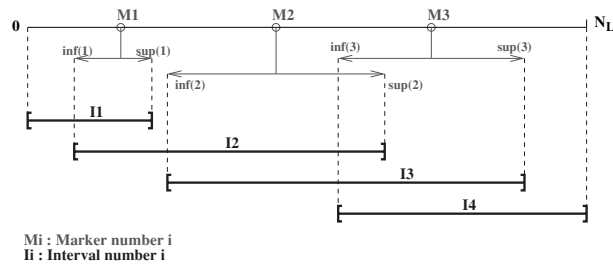 0 M1 M2 M3 N_L
inf(1) sup(1) inf(3) sup(3)
inf(2) sup(2)
I1
I2
I3
I4
Mi : Marker number i
Ii : Interval number i